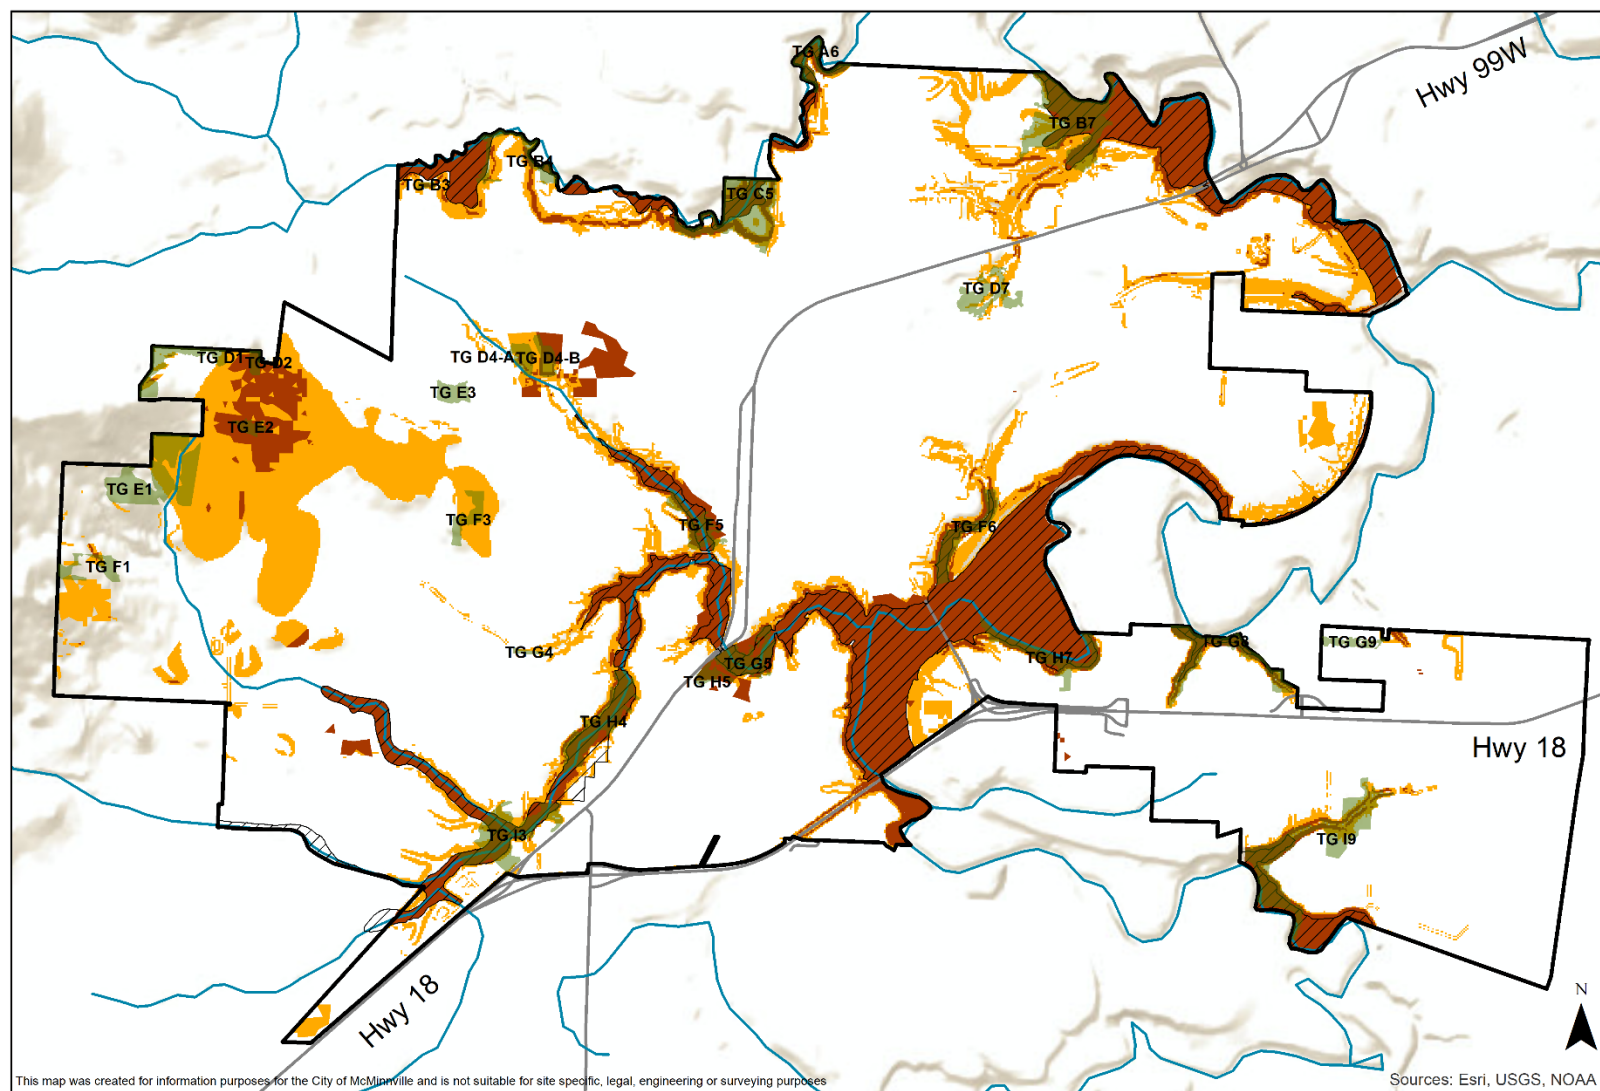 TG A6
Hwy 99W
TG B7
TG B4
TG B3
TG C5
TG D7
TG D1
TG D2
TG D4-A
TG D4-B
TG E3
TG E2
TG E1
TG F3
TG F5
TG F6
TG F1
TG G4
TG G5
TG H5
TG H7
TG G8
TG G9
TG H4
Hwy 18
TG I3
TG I9
Hwy 18
N
This map was created for information purposes for the City of McMinnville and is not suitable for site specific, legal, engineering or surveying purposes
Sources: Esri, USGS, NOAA